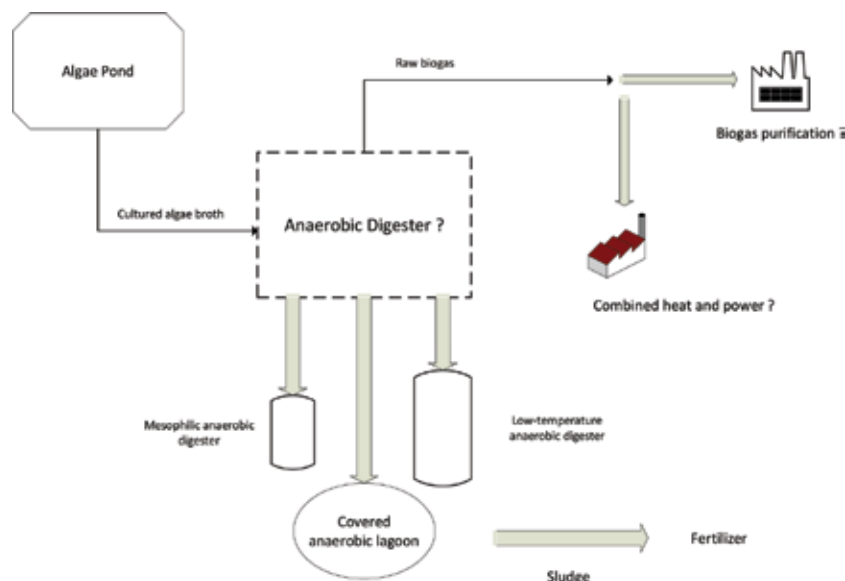 Algae Pond
Raw biogas
Biogas purification
Cultured algae broth
Anaerobic Digester ?
Combined heat and power ?
Mesophilic anaerobic
digester
Low-temperature
anaerobic digester
Covered
anaerobic lagoon
Fertilizer
Sludge